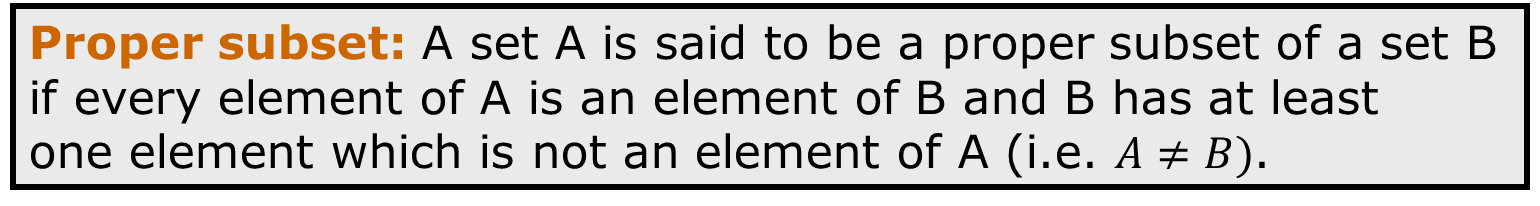 Proper subset: A set A is said to be a proper subset of a set B
if every element of A is an element of B and B has at least
one element which is not an element of A (i.e. A ≠ B).